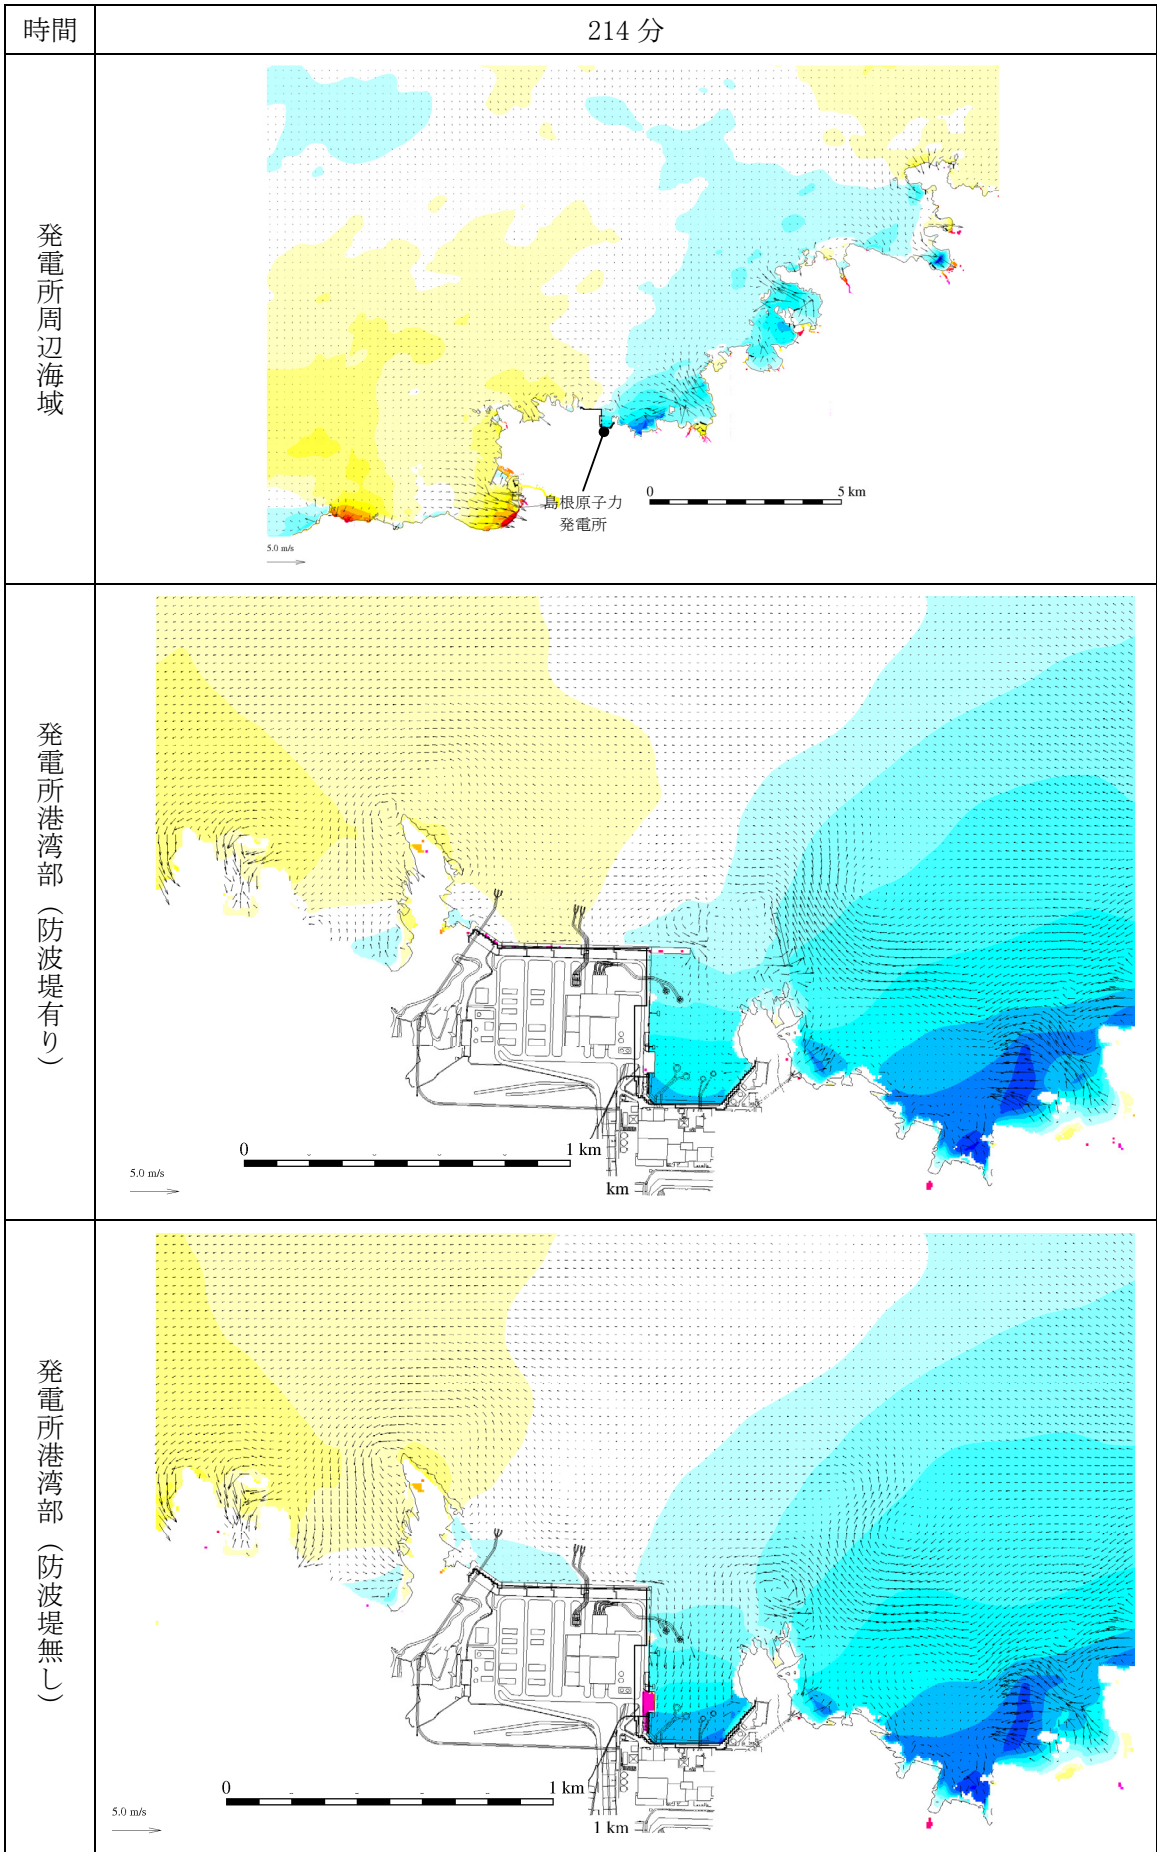 時間
214 分
発電所周辺海域
島根原子力
発電所
0 5 km
5.0 m/s
発電所港湾部（防波堤有り）
0 1 km
5.0 m/s
km
発電所港湾部（防波堤無し）
0 1 km
5.0 m/s
1 km